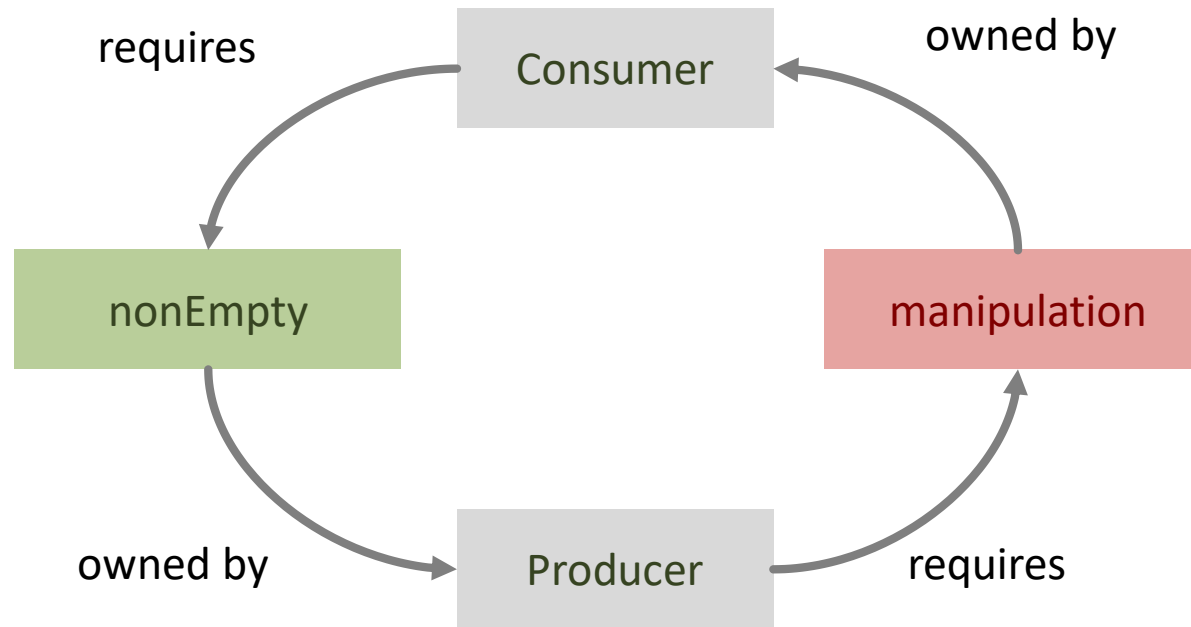 requires
Consumer
owned by
nonEmpty
manipulation
owned by
Producer
requires